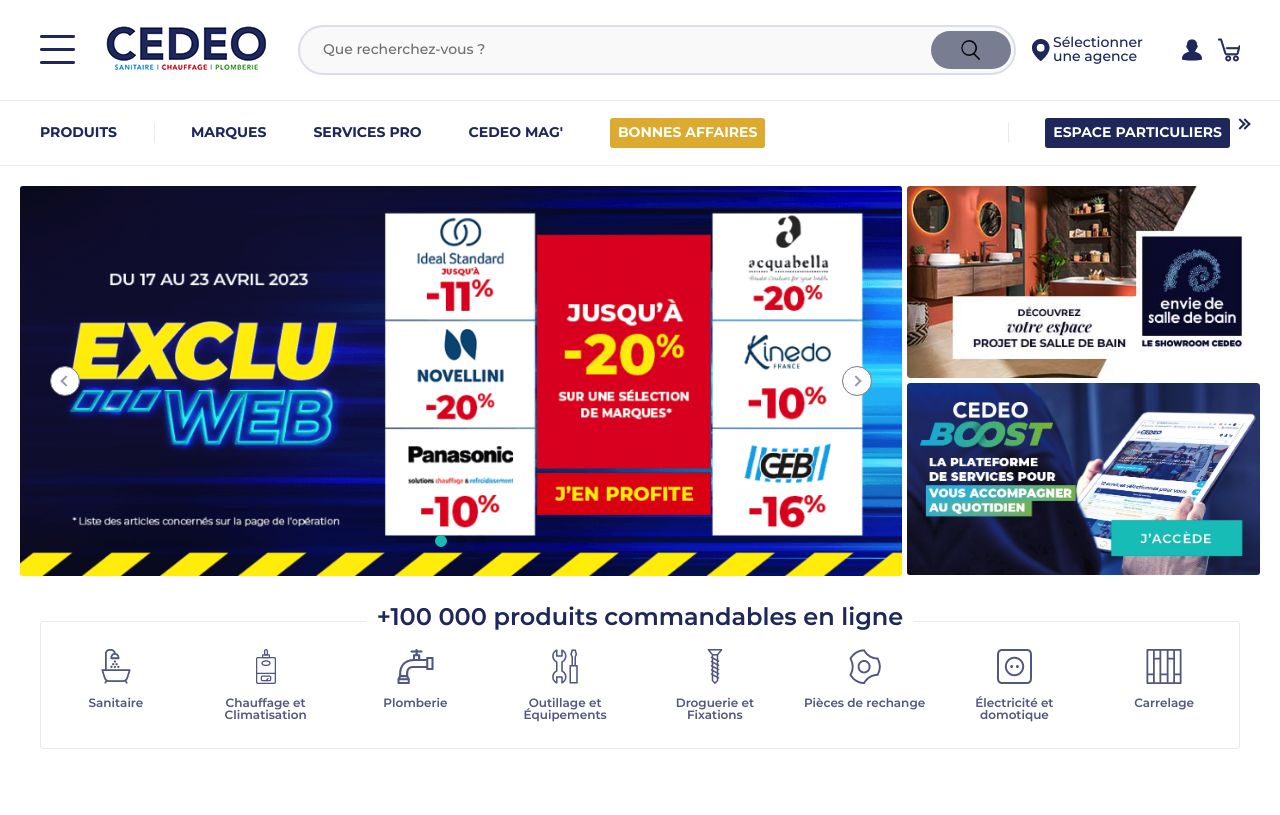 CEDEO
SANITAIRE | CHAUFFAGE | PLOMBERIE
Que recherchez-vous ?
Sélectionner
une agence
PRODUITS
MARQUES
SERVICES PRO
CEDEO MAG'
BONNES AFFAIRES
ESPACE PARTICULIERS
DU 17 AU 23 AVRIL 2023
EXCLU
WEB
* Liste des articles concernés sur la page de l'opération
Ideal Standard
JUSQU'À
-11%
NOVELLINI
-20%
Panasonic
solutions chauffage & refroidissement
-10%
JUSQU'À
-20%
SUR UNE SÉLECTION
DE MARQUES*
J'EN PROFITE
acquabella
-20%
Kinedo
FRANCE
-10%
GEB
-16%
DÉCOUVREZ
votre espace
PROJET DE SALLE DE BAIN
envie de
salle de bain
LE SHOWROOM CEDEO
CEDEO
BOOST
LA PLATEFORME
DE SERVICES POUR
VOUS ACCOMPAGNER
AU QUOTIDIEN
CEDEO
J'ACCÈDE
+100 000 produits commandables en ligne
Sanitaire
Chauffage et
Climatisation
Plomberie
Outillage et
Équipements
Droguerie et
Fixations
Pièces de rechange
Électricité et
domotique
Carrelage